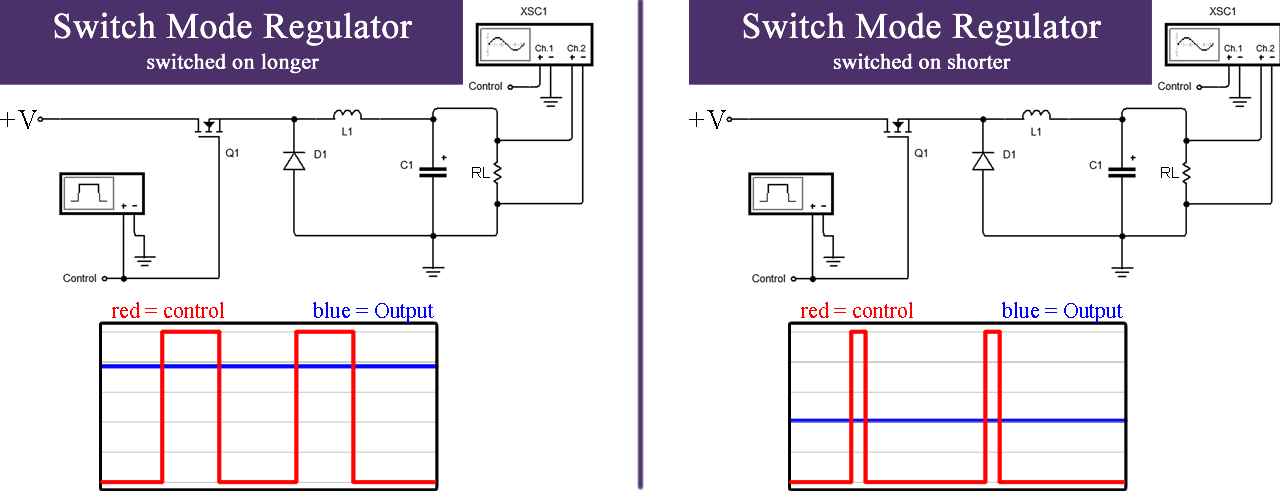 Switch Mode Regulator
switched on longer
XSC1
Ch.1 Ch.2
+ − + −
Control
+V
Q1
L1
D1
C1
+
RL
+ −
Control
red = control
blue = Output
Switch Mode Regulator
switched on shorter
XSC1
Ch.1 Ch.2
+ − + −
Control
+V
Q1
L1
D1
C1
+
RL
+ −
Control
red = control
blue = Output